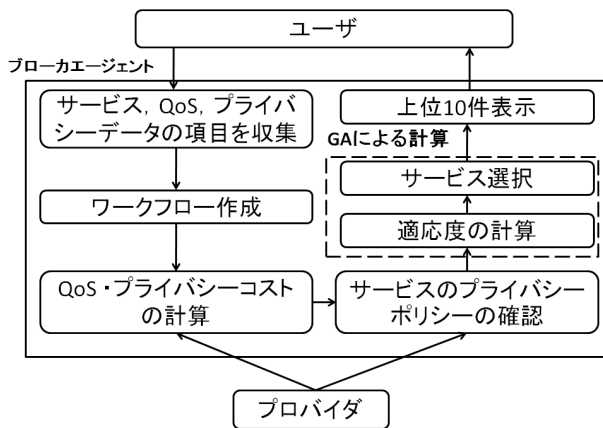 ユーザ
ブローカエージェント
サービス，QoS，プライバ
シーデータの項目を収集
ワークフロー作成
QoS・プライバシーコスト
の計算
上位10件表示
GAによる計算
サービス選択
適応度の計算
サービスのプライバシー
ポリシーの確認
プロバイダ